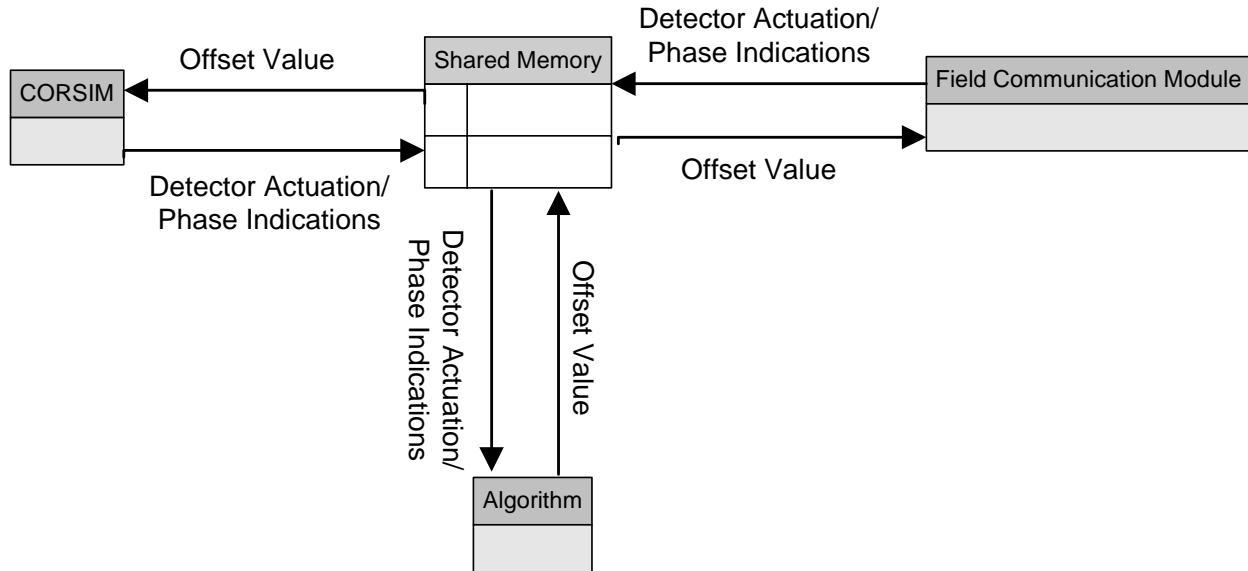 Detector Actuation/
Phase Indications
Offset Value
Shared Memory
CORSIM
Field Communication Module
Offset Value
Detector Actuation/
Phase Indications
Detector Actuation/
Phase Indications
Offset Value
Algorithm